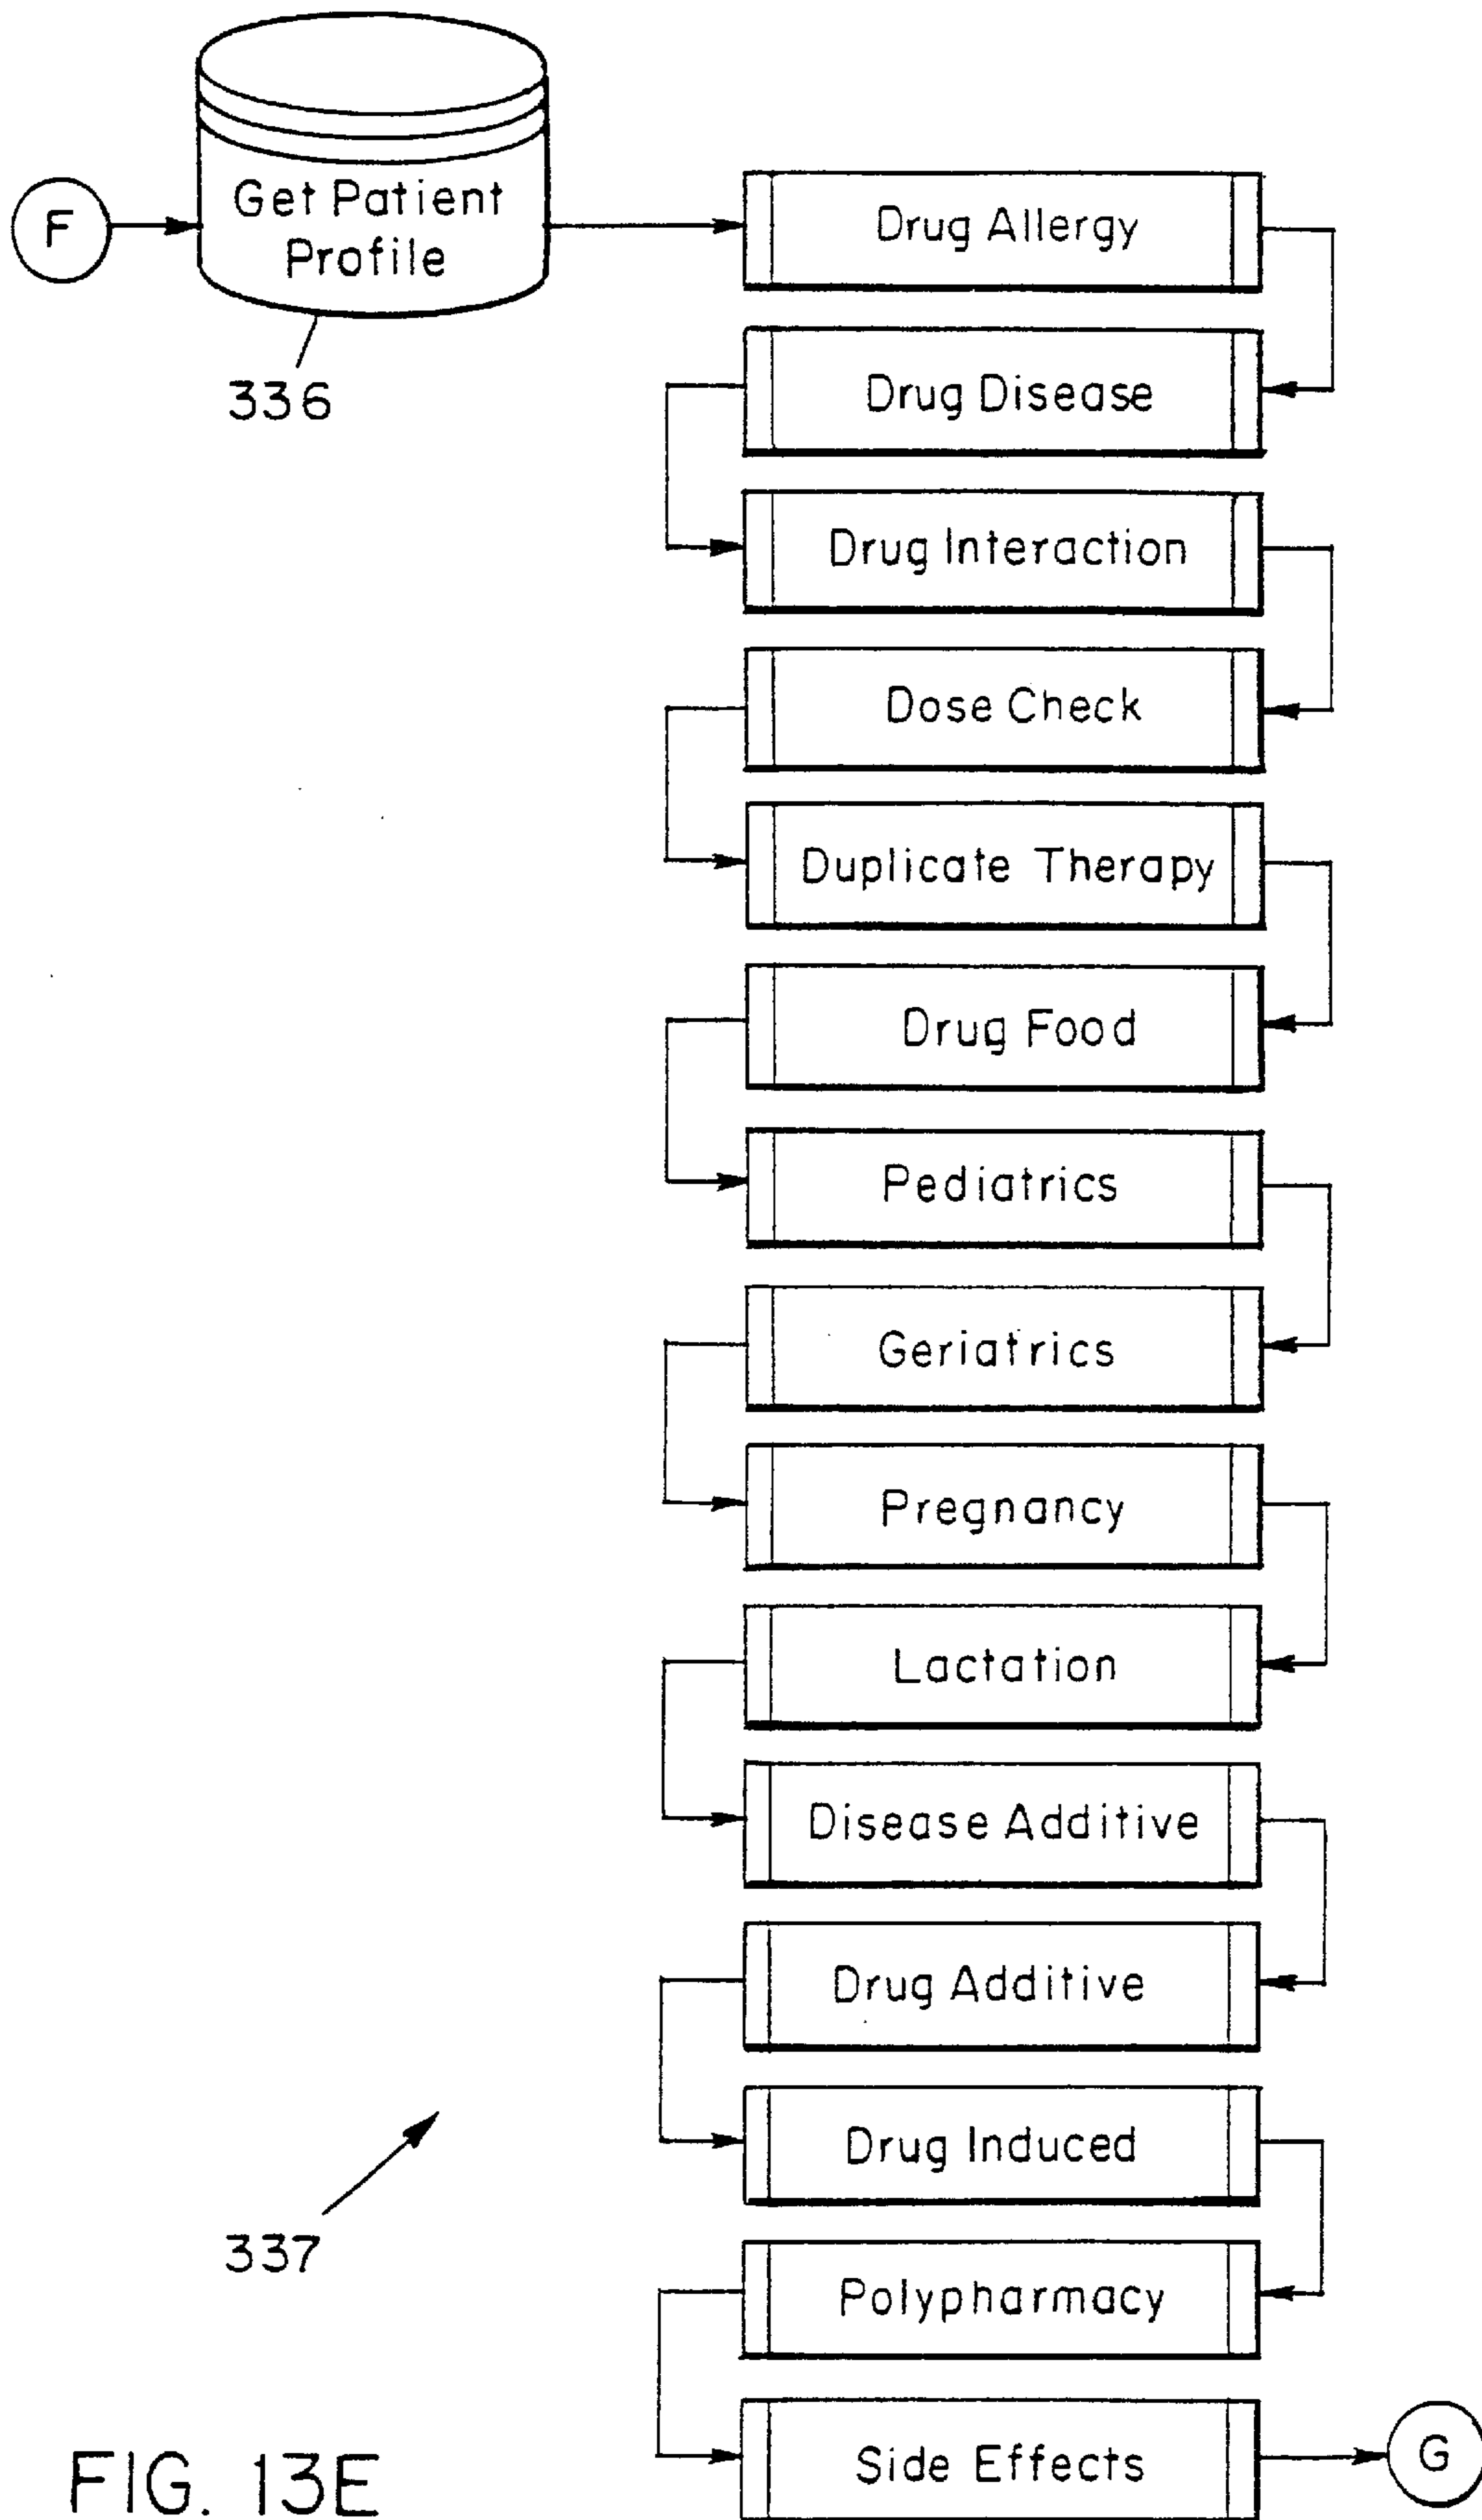 F
Get Patient
Profile
336
Drug Allergy
Drug Disease
Drug Interaction
Dose Check
Duplicate Therapy
Drug Food
Pediatrics
Geriatrics
Pregnancy
Lactation
Disease Additive
Drug Additive
Drug Induced
337
Polypharmacy
Side Effects
G
FIG. 13E